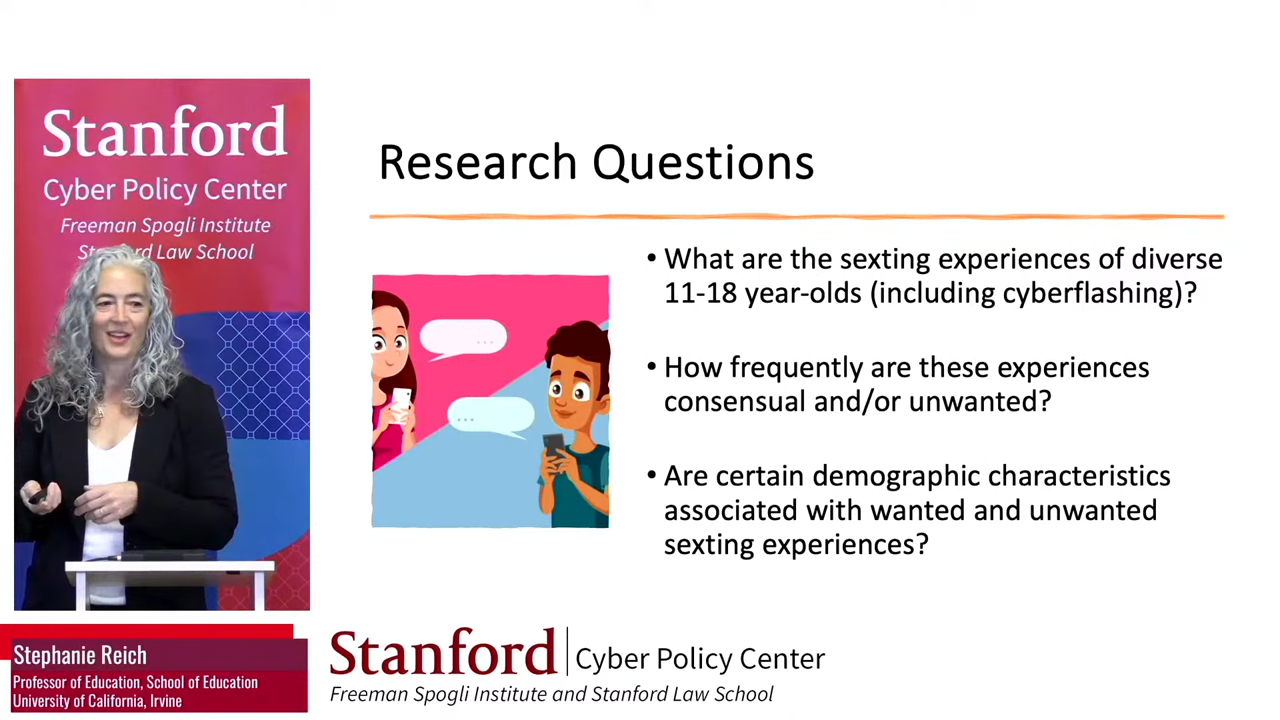 Stanford
Cyber Policy Center
Freeman Spogli Institute
Stanford Law School
Research Questions
• What are the sexting experiences of diverse
11-18 year-olds (including cyberflashing)?
• How frequently are these experiences
consensual and/or unwanted?
• Are certain demographic characteristics
associated with wanted and unwanted
sexting experiences?
Stephanie Reich
Professor of Education, School of Education
University of California, Irvine
Stanford | Cyber Policy Center
Freeman Spogli Institute and Stanford Law School